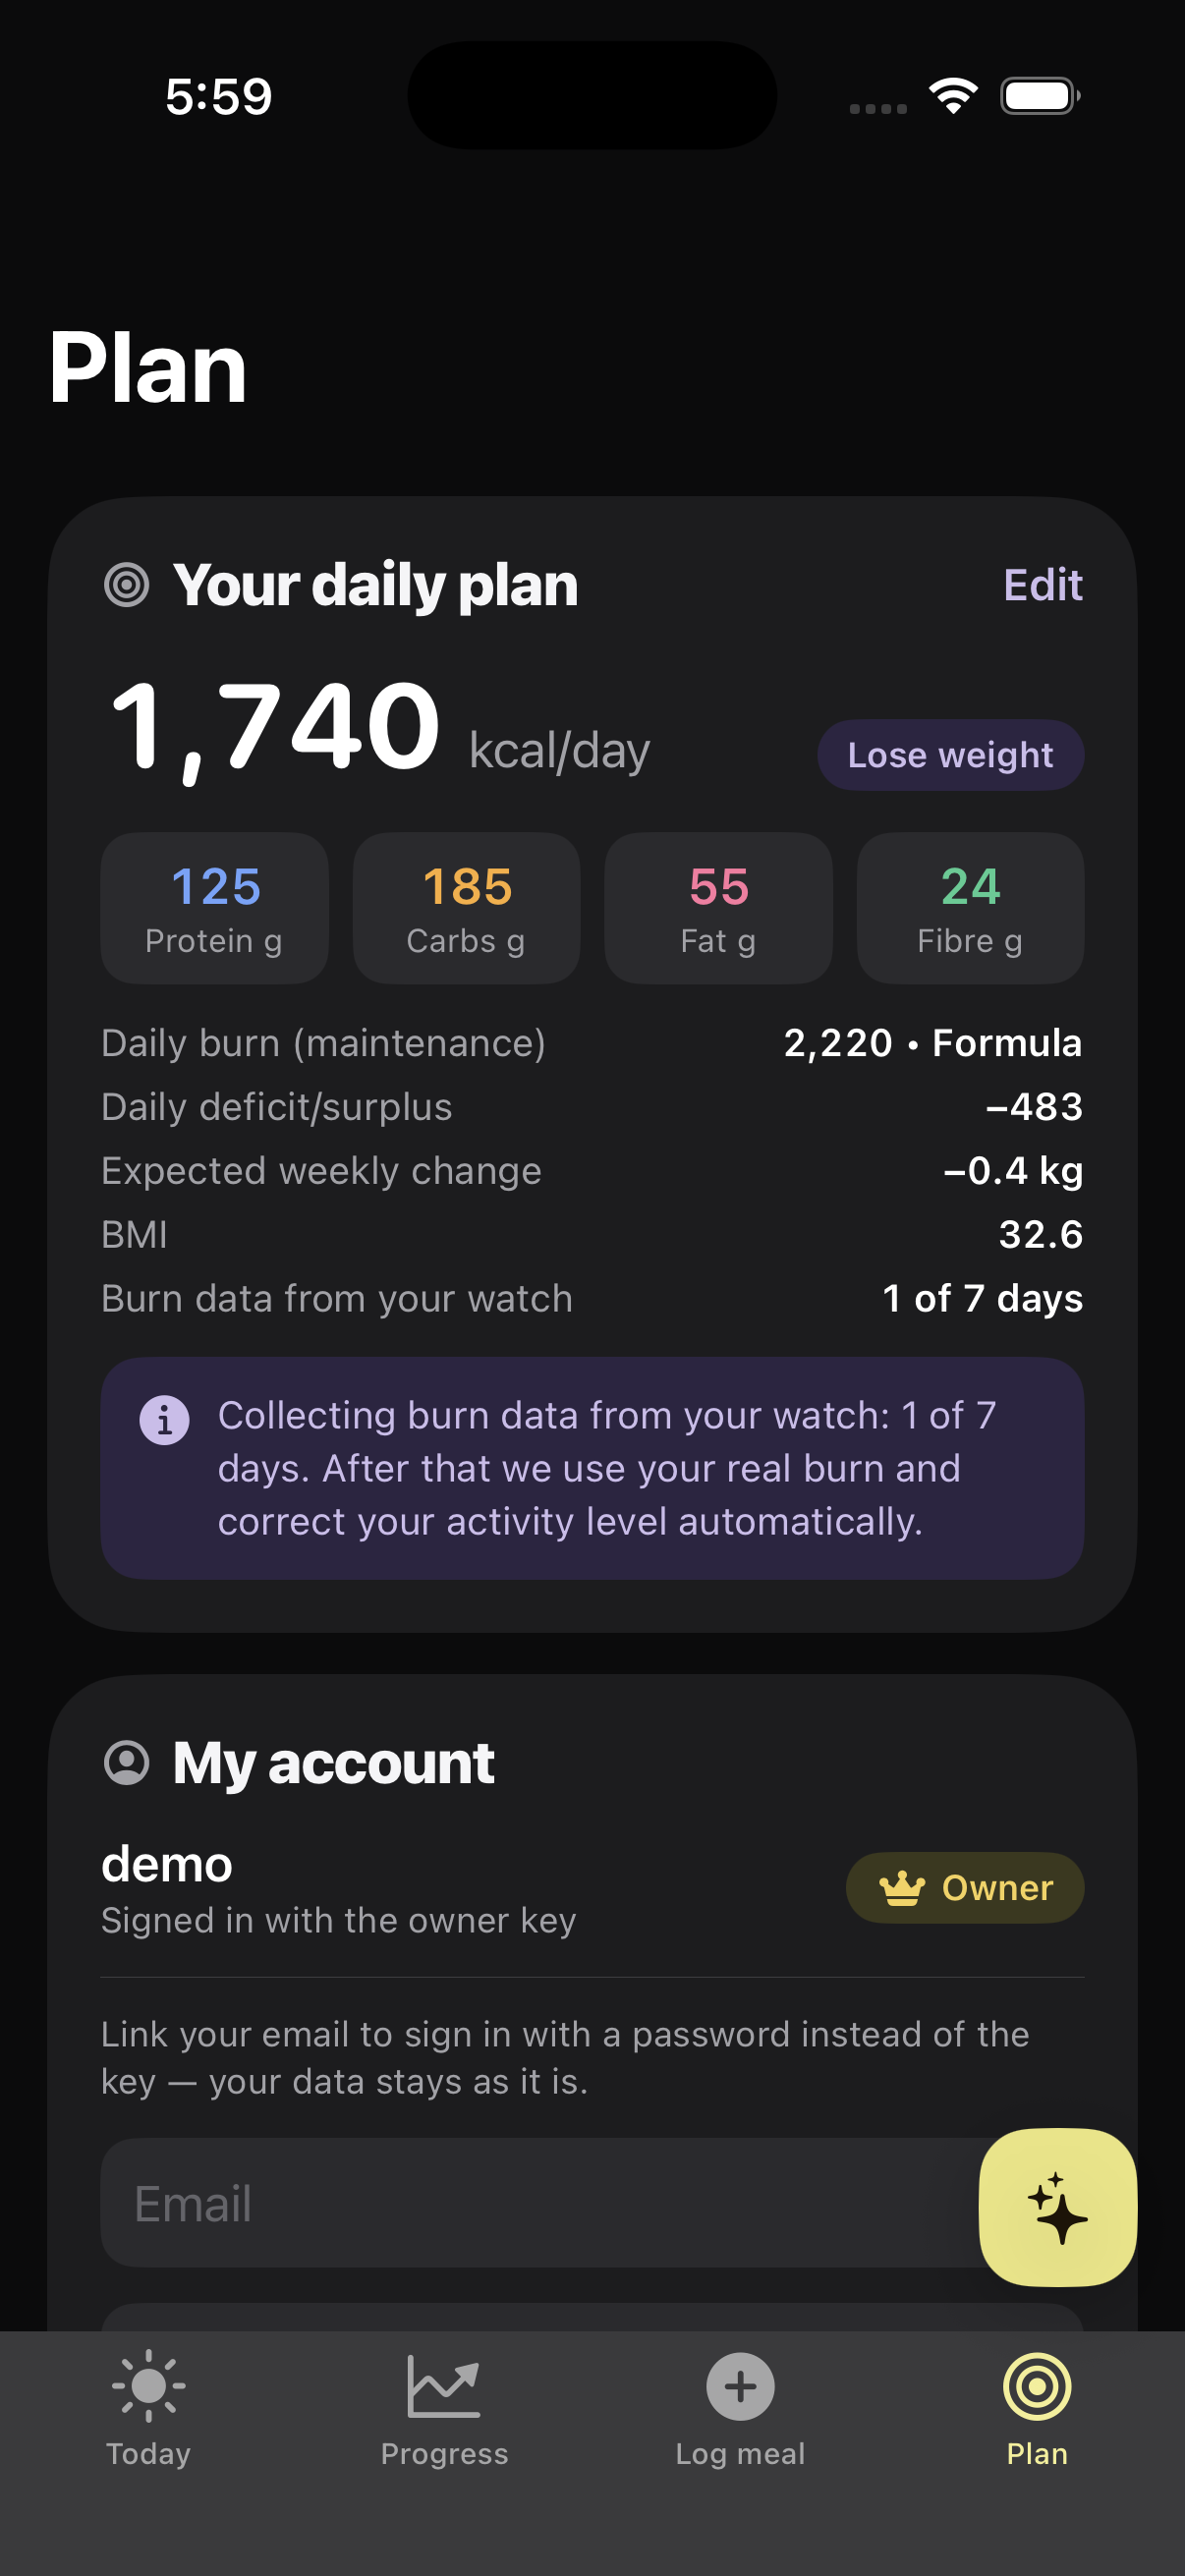 5:59
Plan
Your daily plan
Edit
1,740 kcal/day
Lose weight
125
Protein g
185
Carbs g
55
Fat g
24
Fibre g
Daily burn (maintenance)
2,220 • Formula
Daily deficit/surplus
−483
Expected weekly change
−0.4 kg
BMI
32.6
Burn data from your watch
1 of 7 days
Collecting burn data from your watch: 1 of 7
days. After that we use your real burn and
correct your activity level automatically.
My account
demo
Owner
Signed in with the owner key
Link your email to sign in with a password instead of the
key — your data stays as it is.
Email
Today
Progress
Log meal
Plan